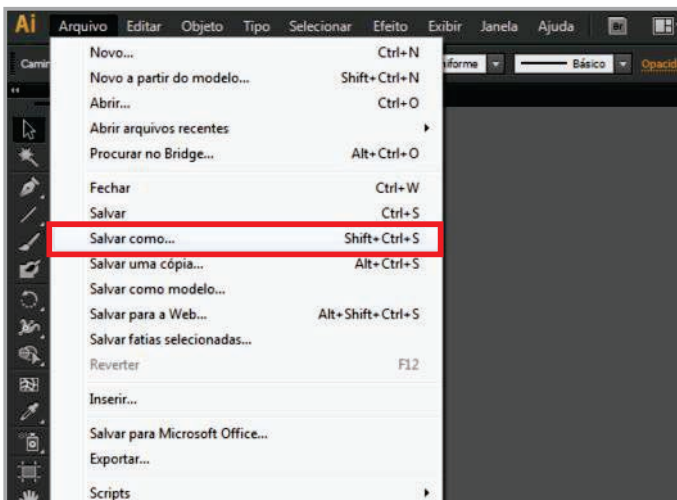 Ai Arquivo Editar Objeto Tipo Selecionar Efeito Exibir Janela Ajuda Br
Novo... Ctrl+N
Novo a partir do modelo... Shift+Ctrl+N
Abrir... Ctrl+O
Abrir arquivos recentes
Procurar no Bridge... Alt+Ctrl+O
Fechar Ctrl+W
Salvar Ctrl+S
Salvar como... Shift+Ctrl+S
Salvar uma cópia... Alt+Ctrl+S
Salvar como modelo...
Salvar para a Web... Alt+Shift+Ctrl+S
Salvar fatias selecionadas...
Reverter F12
Inserir...
Salvar para Microsoft Office...
Exportar...
Scripts
Camin
iforme Básico Opacid